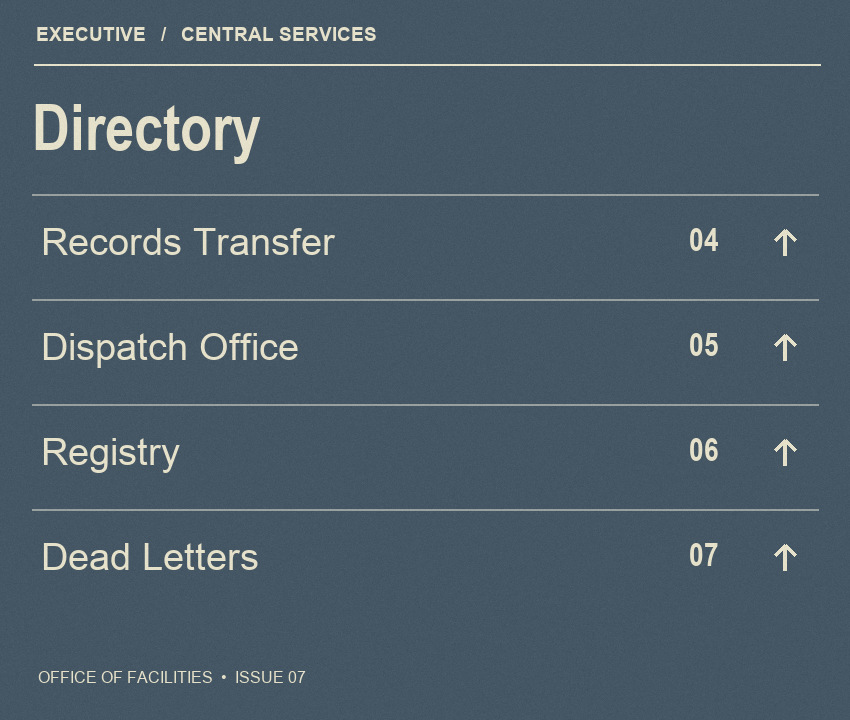 EXECUTIVE / CENTRAL SERVICES
Directory
Records Transfer 04 ↑
Dispatch Office 05 ↑
Registry 06 ↑
Dead Letters 07 ↑
OFFICE OF FACILITIES • ISSUE 07